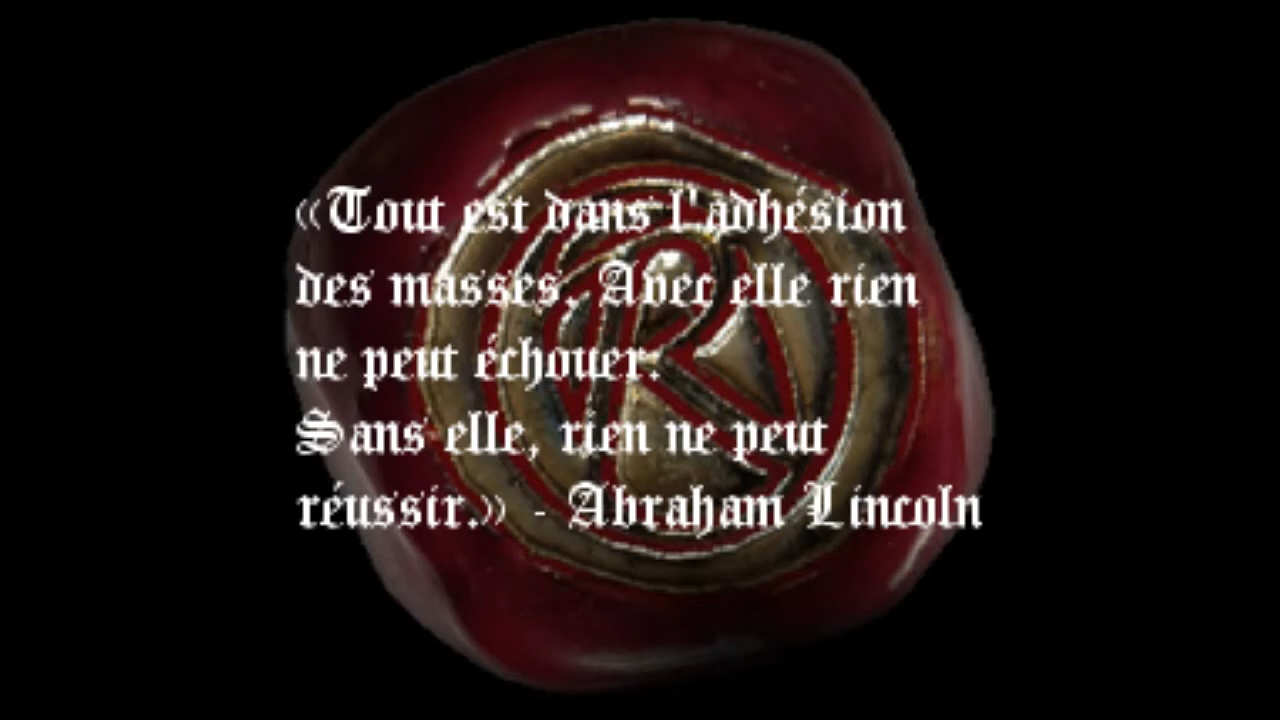 «Tout est dans l'adhésion
des masses. Avec elle rien
ne peut échouer.
Sans elle, rien ne peut
réussir.» - Abraham Lincoln
R